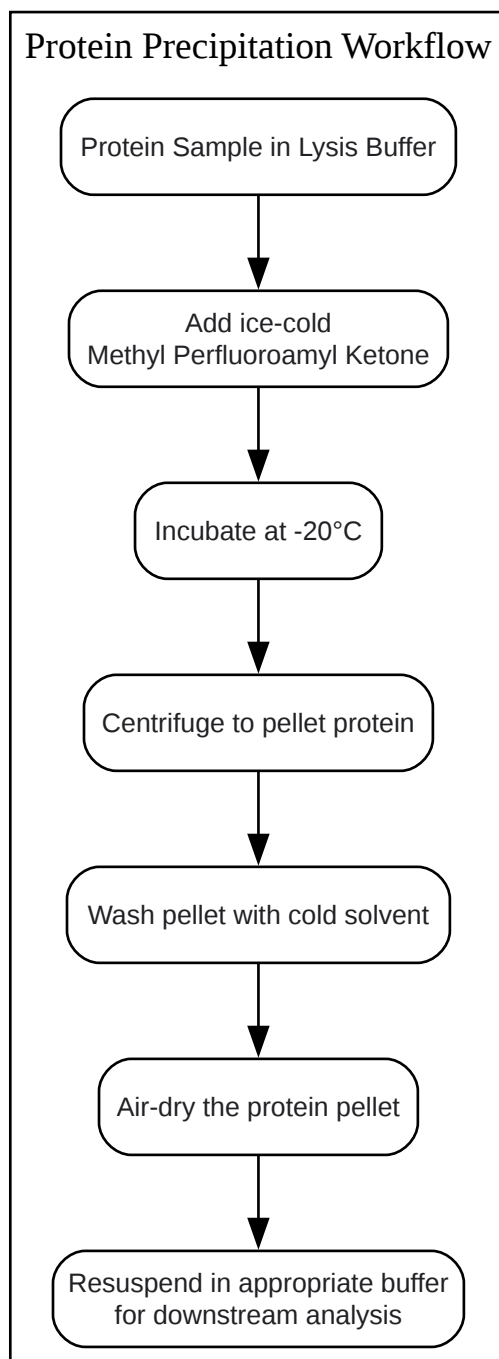 Protein Precipitation Workflow
Protein Sample in Lysis Buffer
Add ice-cold
Methyl Perfluoroamyl Ketone
Incubate at -20°C
Centrifuge to pellet protein
Wash pellet with cold solvent
Air-dry the protein pellet
Resuspend in appropriate buffer
for downstream analysis